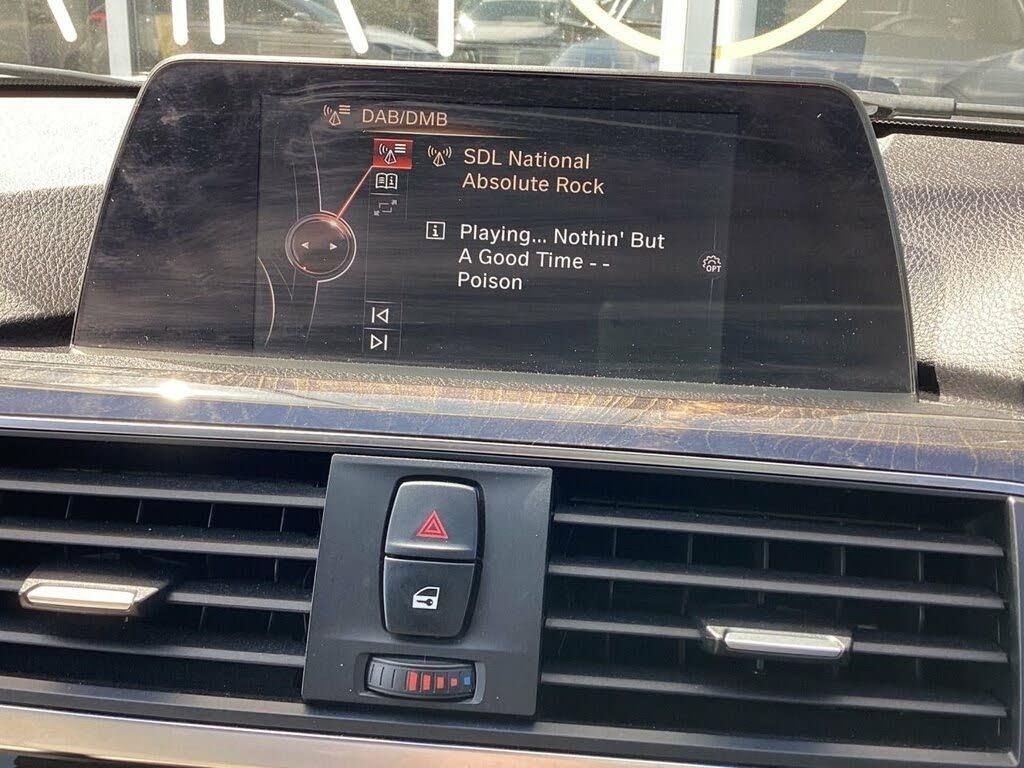 DAB/DMB
SDL National
Absolute Rock
Playing... Nothin' But
A Good Time - -
Poison
OPT